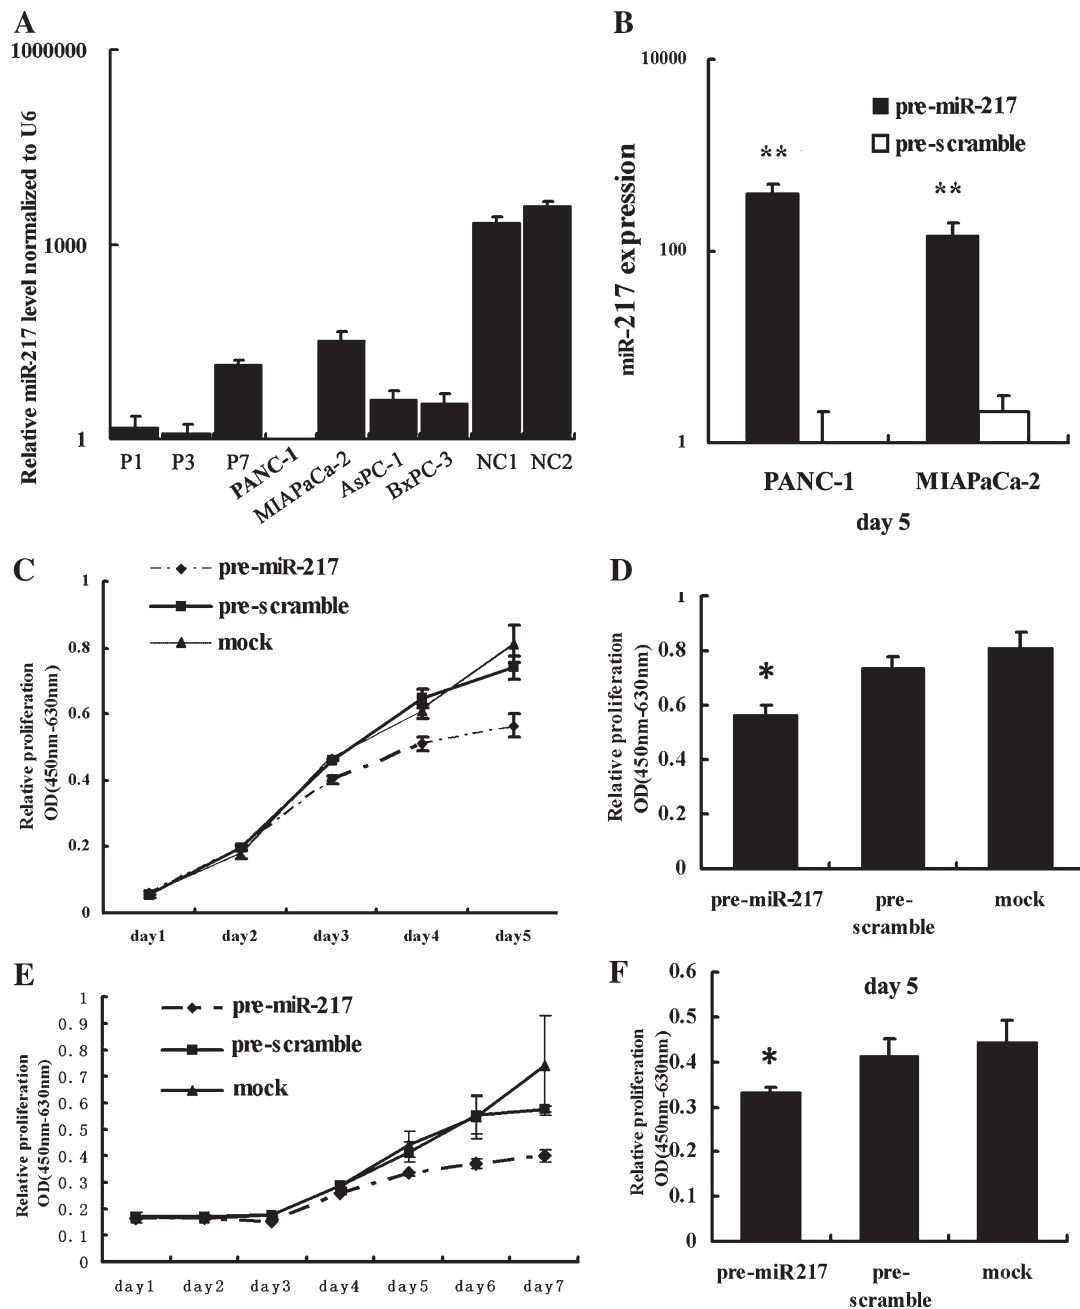 A
1000000
1000
1
Relative miR-217 level normalized to U6
P1 P3 P7 PANC-1 MIAPaCa-2 AsPC-1 BxPC-3 NC1 NC2
B
10000
100
1
miR-217 expression
pre-miR-217
pre-scramble
** **
PANC-1 MIAPaCa-2
day 5
C
pre-miR-217
pre-scramble
mock
1
0.8
0.6
0.4
0.2
0
Relative proliferation
OD(450nm-630nm)
day1 day2 day3 day4 day5
D
1
0.8
0.6
0.4
0.2
0
Relative proliferation
OD(450nm-630nm)
*
pre-miR-217 pre-scramble mock
E
pre-miR-217
pre-scramble
mock
1
0.9
0.8
0.7
0.6
0.5
0.4
0.3
0.2
0.1
0
Relative proliferation
OD(450nm-630nm)
day1 day2 day3 day4 day5 day6 day7
F
day 5
0.6
0.5
0.4
0.3
0.2
0.1
0
Relative proliferation
OD(450nm-630nm)
*
pre-miR217 pre-scramble mock